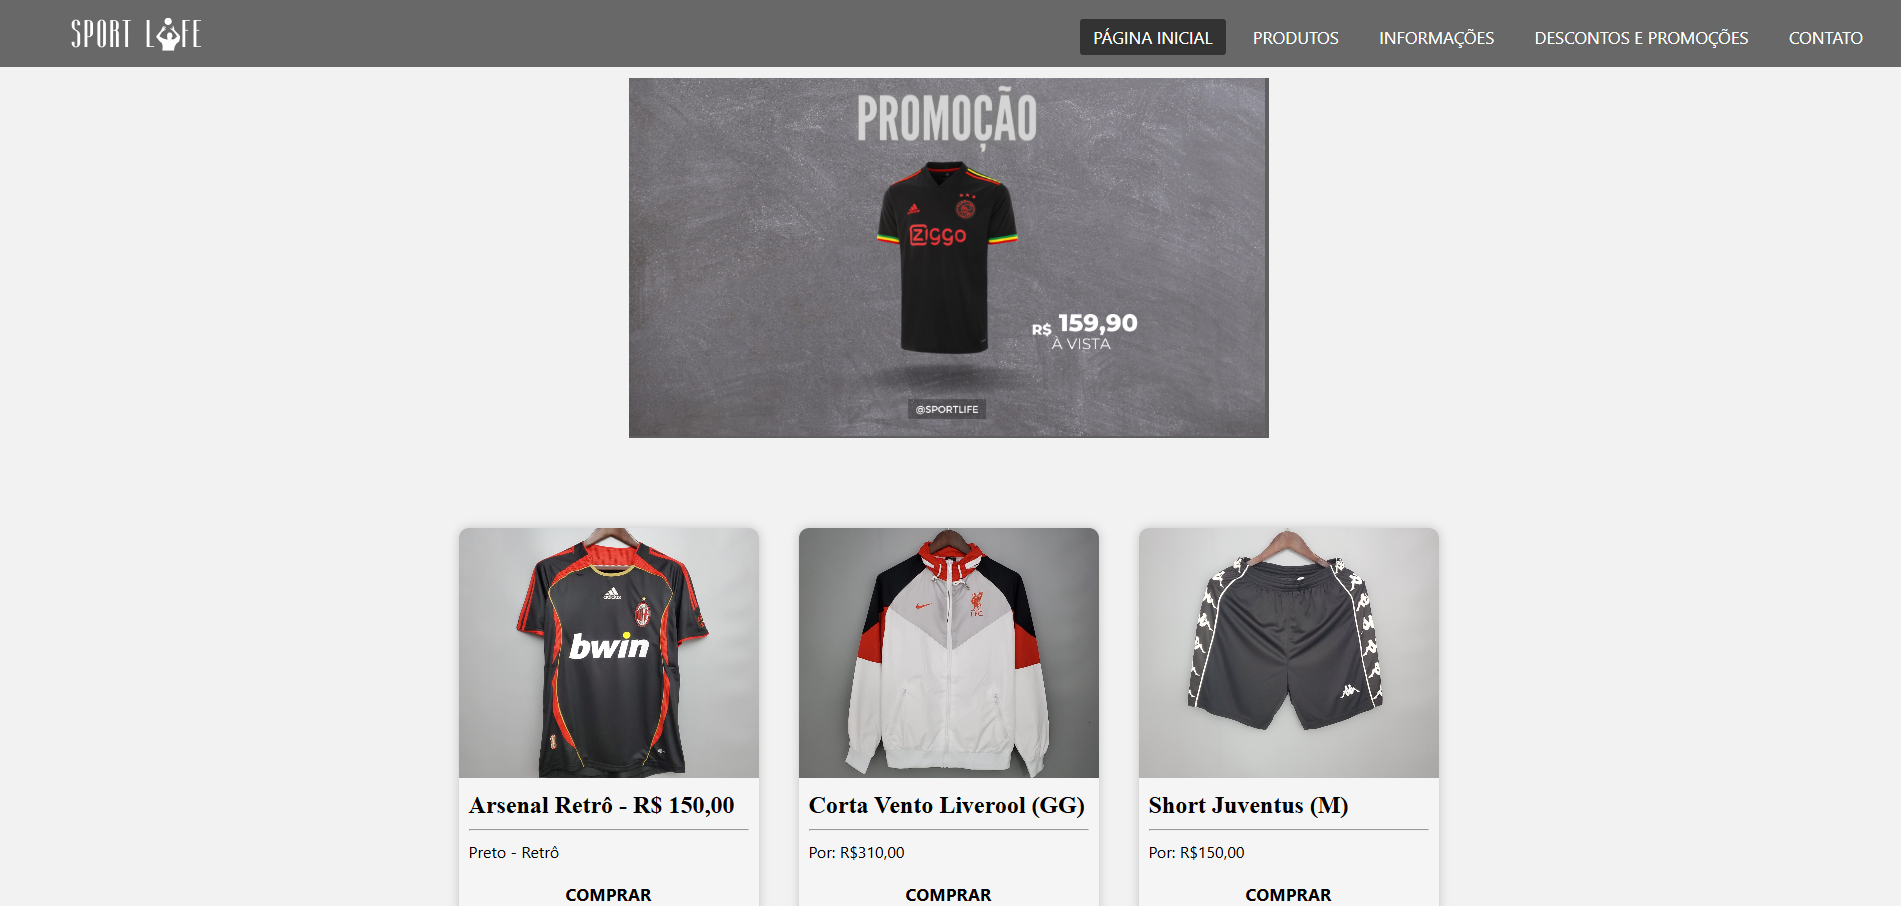 SPORT LIFE
PÁGINA INICIAL
PRODUTOS
INFORMAÇÕES
DESCONTOS E PROMOÇÕES
CONTATO
PROMOÇÃO
Ziggo
R$ 159,90
À VISTA
@SPORTLIFE
adidas
bwin
L.F.C.
Arsenal Retrô - R$ 150,00
Preto - Retrô
COMPRAR
Corta Vento Liverool (GG)
Por: R$310,00
COMPRAR
Short Juventus (M)
Por: R$150,00
COMPRAR